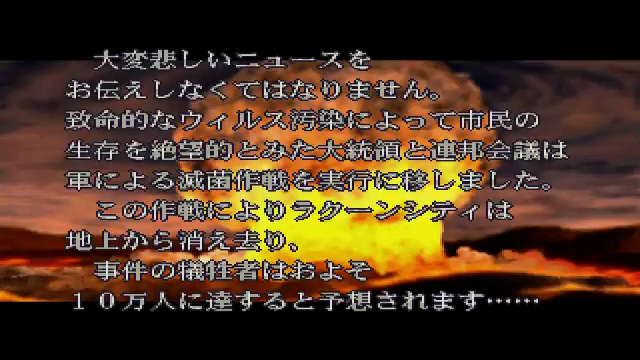 大変悲しいニュースを
お伝えしなくてはなりません。
致命的なウィルス汚染によって市民の
生存を絶望的とみた大統領と連邦会議は
軍による滅菌作戦を実行に移しました。
この作戦によりラクーンシティは
地上から消え去り、
事件の犠牲者はおよそ
１０万人に達すると予想されます……